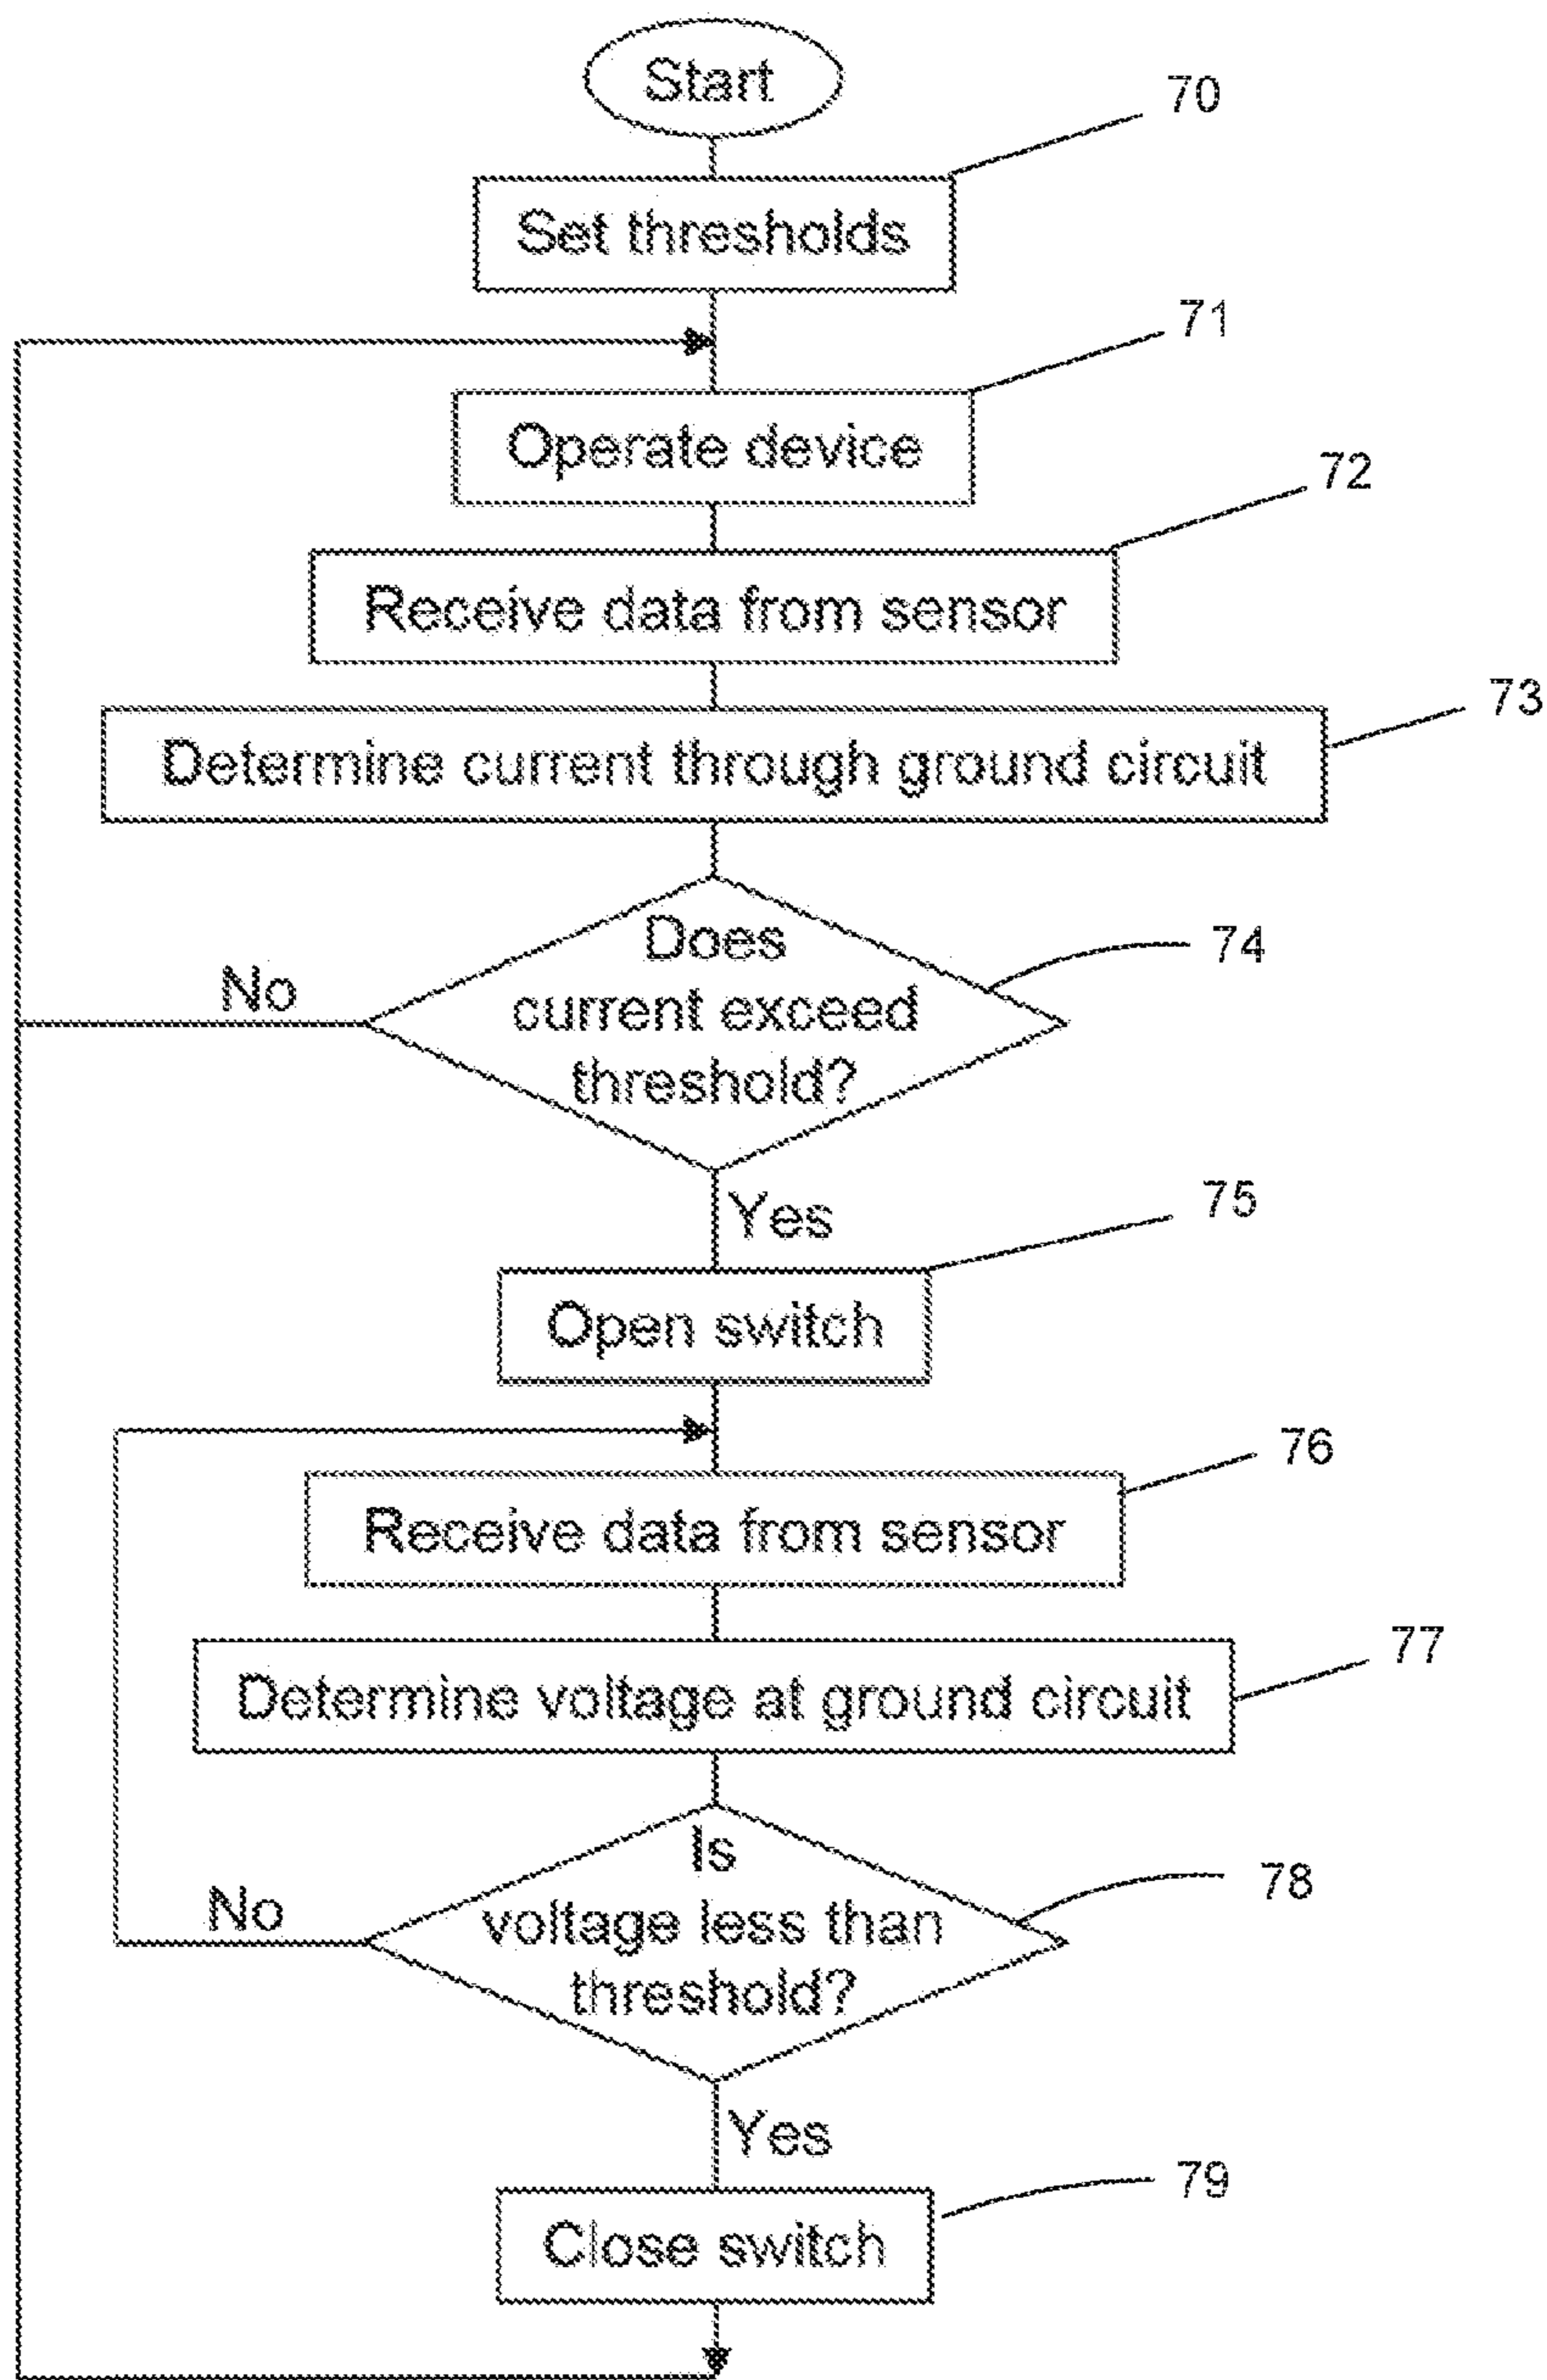 Start
70
Set thresholds
71
Operate device
72
Receive data from sensor
73
Determine current through ground circuit
74
Does
current exceed
threshold?
No
Yes
75
Open switch
76
Receive data from sensor
77
Determine voltage at ground circuit
78
Is
voltage less than
threshold?
No
Yes
79
Close switch